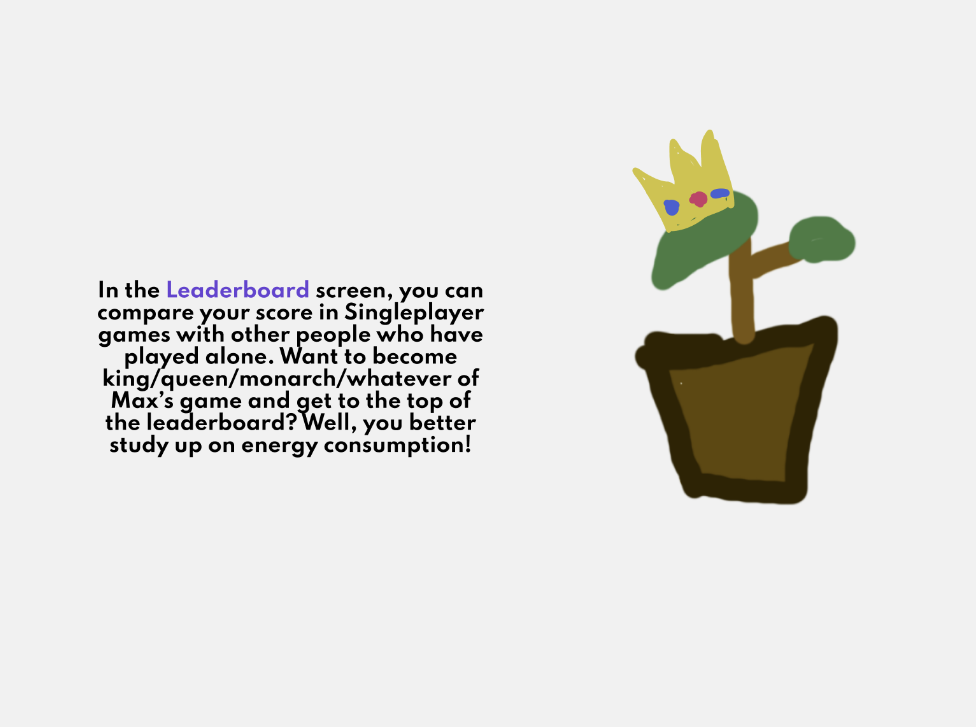 In the Leaderboard screen, you can
compare your score in Singleplayer
games with other people who have
played alone. Want to become
king/queen/monarch/whatever of
Max’s game and get to the top of
the leaderboard? Well, you better
study up on energy consumption!